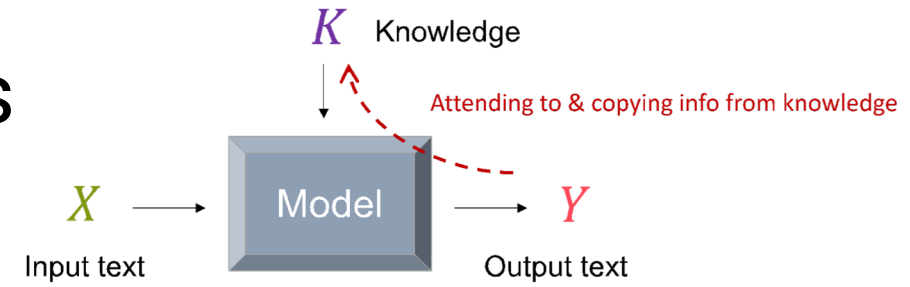 K Knowledge
s
Attending to & copying info from knowledge
X
Model
Y
Input text
Output text